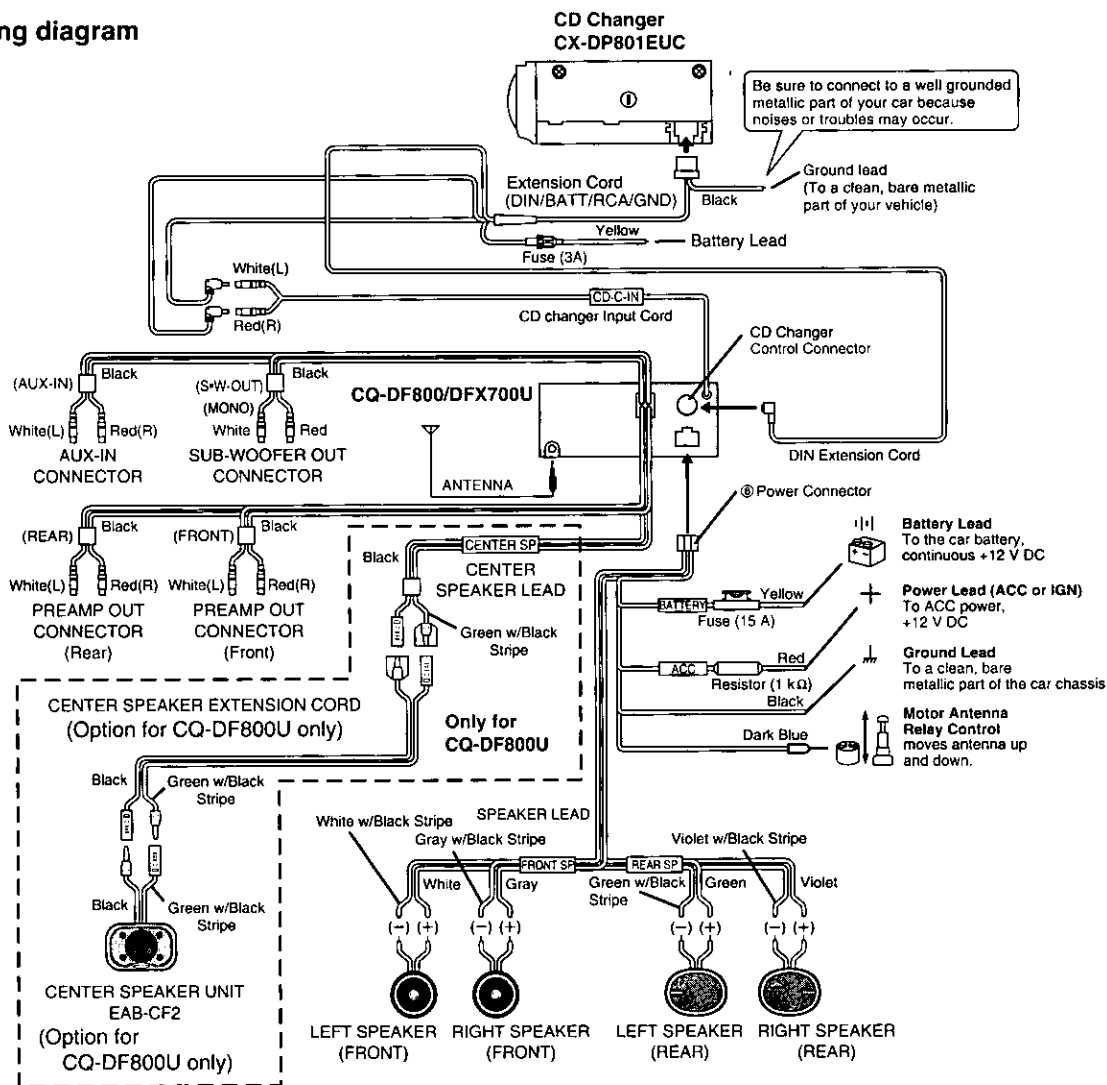 ng diagram
CD Changer
CX-DP801EUC
Be sure to connect to a well grounded
metallic part of your car because
noises or troubles may occur.
Ground lead
(To a clean, bare metallic
part of your vehicle)
Extension Cord
(DIN/BATT/RCA/GND)
Black
Yellow
Battery Lead
Fuse (3A)
White(L)
CD-C-IN
CD changer Input Cord
Red(R)
CD Changer
Control Connector
(AUX-IN)
Black
(S•W-OUT)
Black
(MONO)
CQ-DF800/DFX700U
White(L)
Red(R)
White
Red
AUX-IN
CONNECTOR
SUB-WOOFER OUT
CONNECTOR
DIN Extension Cord
ANTENNA
⑥ Power Connector
(REAR)
Black
(FRONT)
Black
White(L)
Red(R)
White(L)
Red(R)
PREAMP OUT
CONNECTOR
(Rear)
PREAMP OUT
CONNECTOR
(Front)
Black
CENTER SP
CENTER
SPEAKER LEAD
Green w/Black
Stripe
Battery Lead
To the car battery,
continuous +12 V DC
BATTERY
Yellow
Fuse (15 A)
Power Lead (ACC or IGN)
To ACC power,
+12 V DC
ACC
Red
Resistor (1 kΩ)
Ground Lead
To a clean, bare
metallic part of the car chassis
Black
Motor Antenna
Relay Control
moves antenna up
and down.
Dark Blue
CENTER SPEAKER EXTENSION CORD
(Option for CQ-DF800U only)
Only for
CQ-DF800U
Black
Green w/Black
Stripe
Black
Green w/Black
Stripe
CENTER SPEAKER UNIT
EAB-CF2
(Option for
CQ-DF800U only)
SPEAKER LEAD
White w/Black Stripe
Gray w/Black Stripe
Violet w/Black Stripe
FRONT SP
REAR SP
White
Gray
Green w/Black
Stripe
Green
Violet
(−) (+)
(−) (+)
(−) (+)
(−) (+)
LEFT SPEAKER
(FRONT)
RIGHT SPEAKER
(FRONT)
LEFT SPEAKER
(REAR)
RIGHT SPEAKER
(REAR)